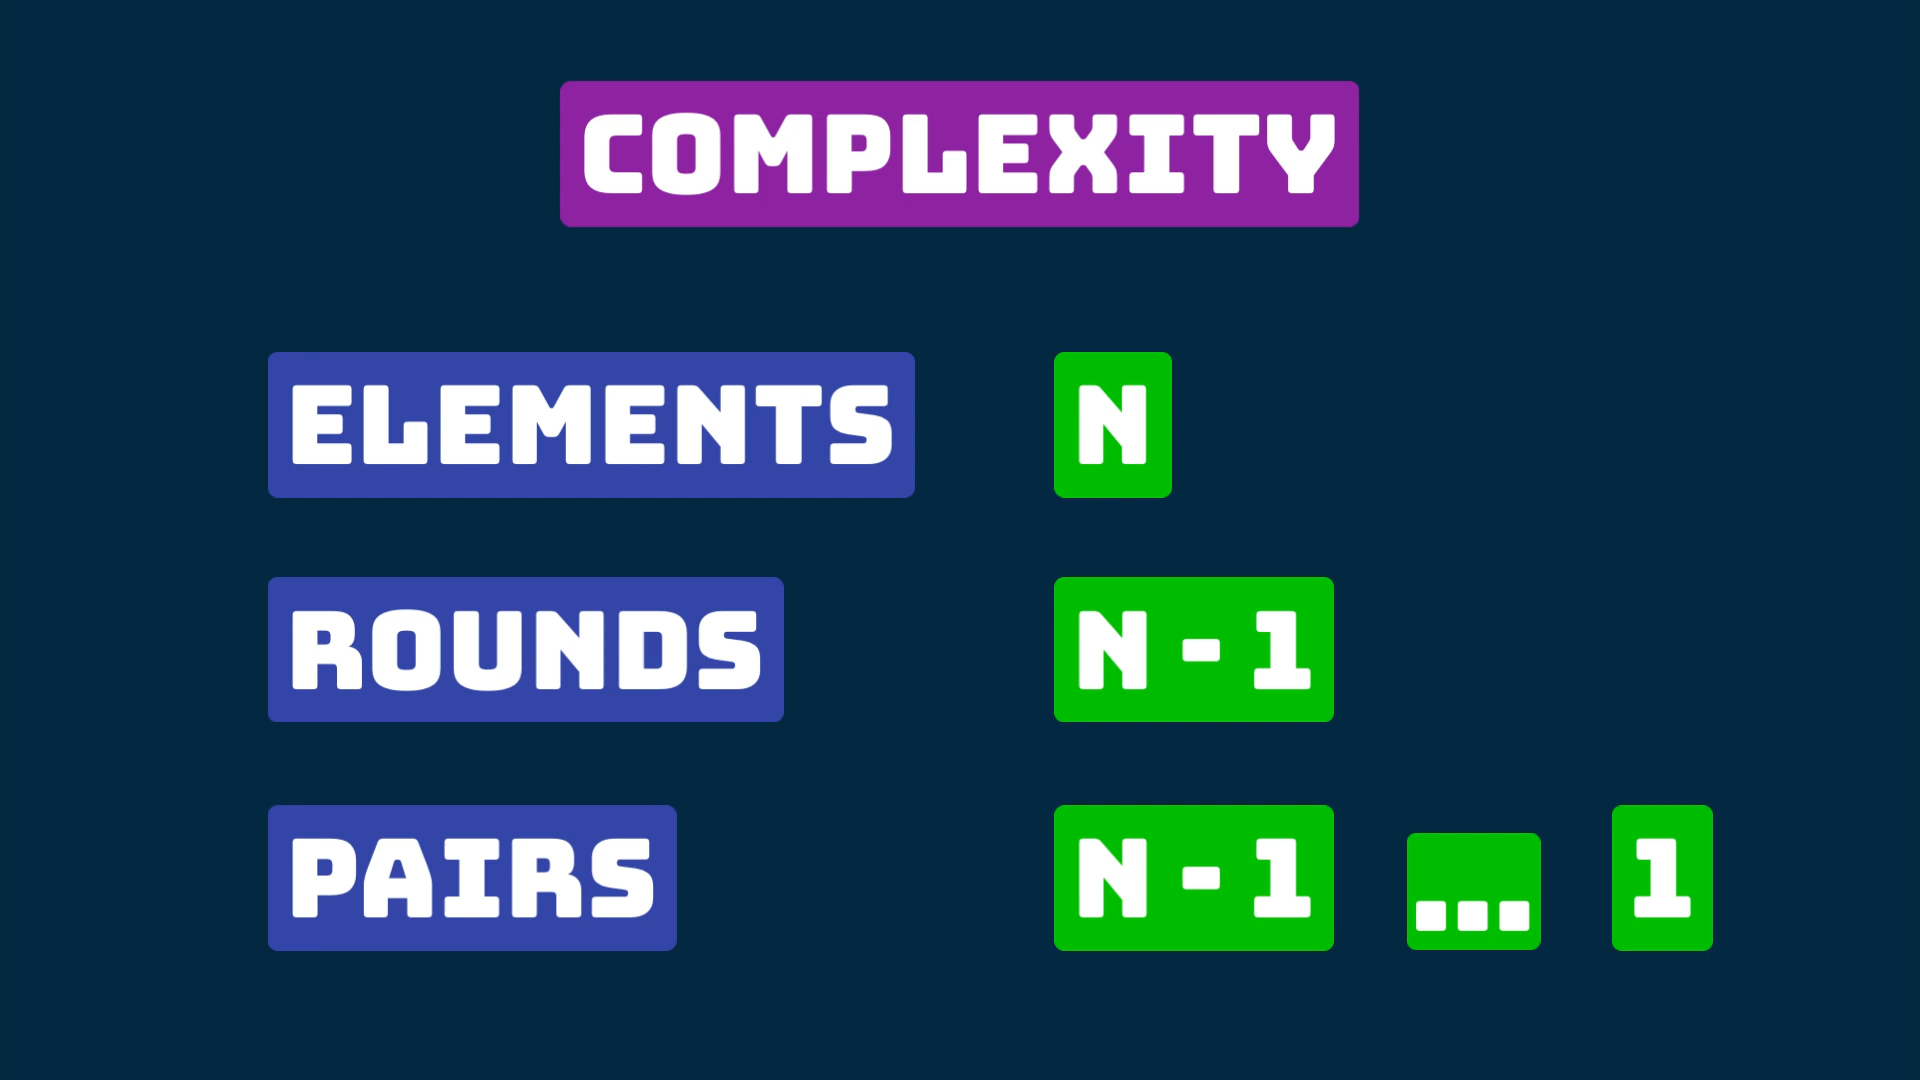 COMPLEXITY
ELEMENTS N
ROUNDS N - 1
PAIRS N - 1 ... 1